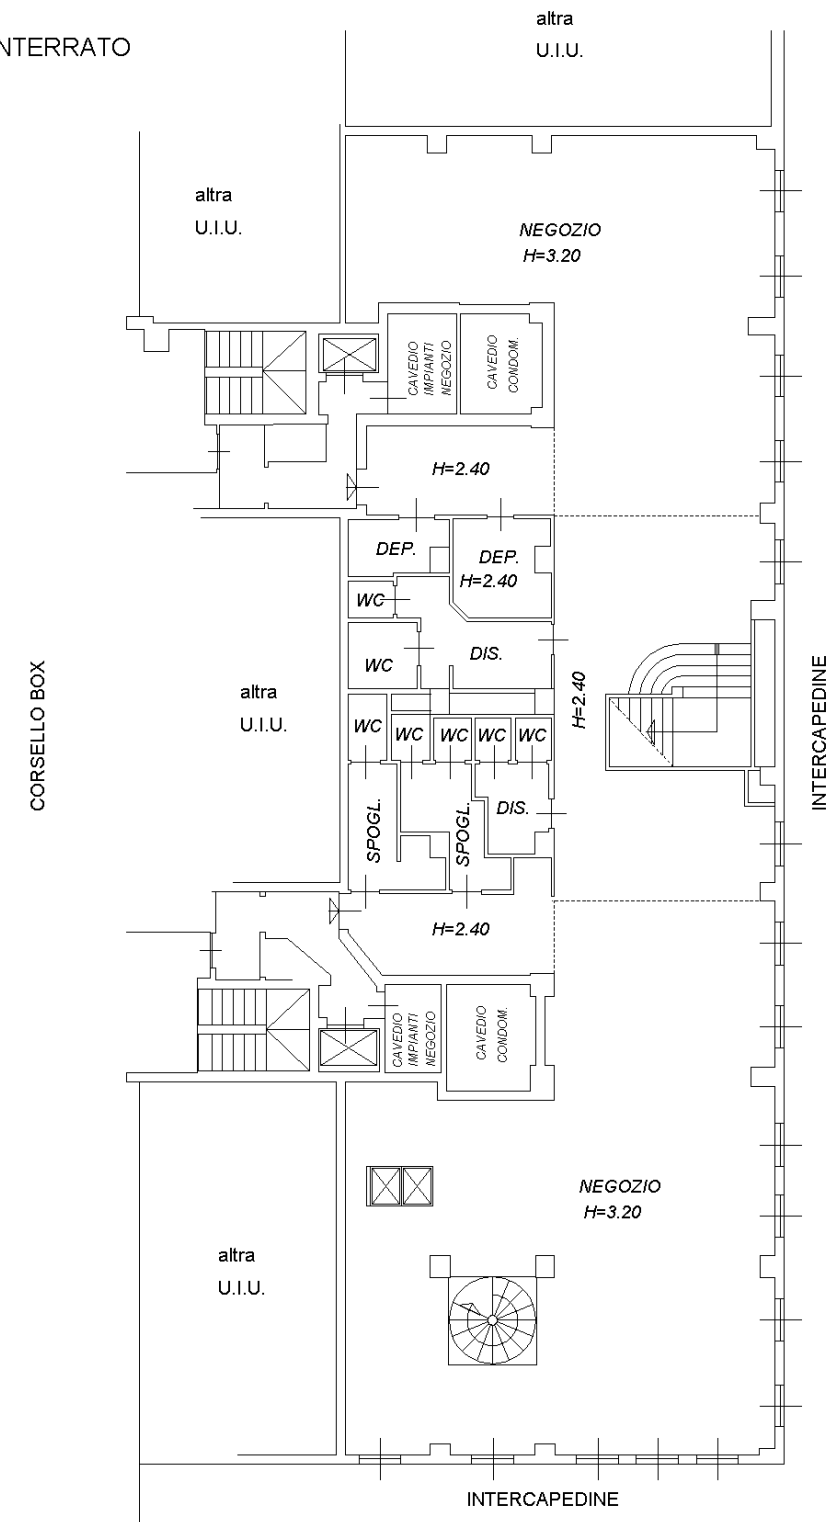 altra
U.I.U.
NTERRATO
altra
U.I.U.
NEGOZIO
H=3.20
CAVEDIO
IMPIANTI
NEGOZIO
CAVEDIO
CONDOM.
H=2.40
DEP.
DEP.
H=2.40
WC
WC
DIS.
altra
U.I.U.
CORSELLO BOX
H=2.40
INTERCAPEDINE
WC
WC
WC
WC
WC
SPOGL.
SPOGL.
DIS.
H=2.40
CAVEDIO
IMPIANTI
NEGOZIO
CAVEDIO
CONDOM.
NEGOZIO
H=3.20
altra
U.I.U.
INTERCAPEDINE